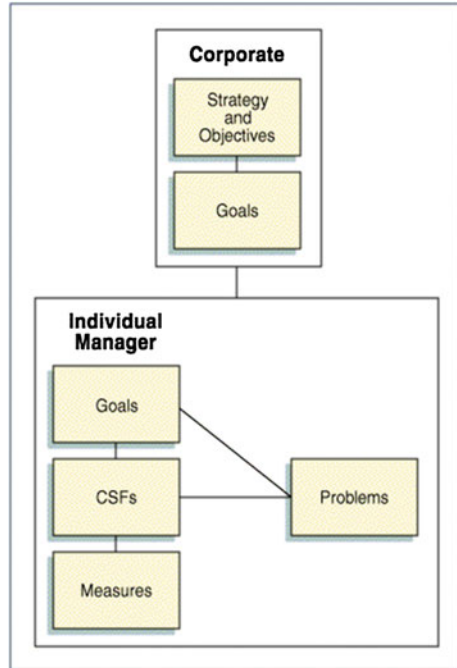 Corporate
Strategy
and
Objectives
Goals
Individual
Manager
Goals
CSFs
Problems
Measures